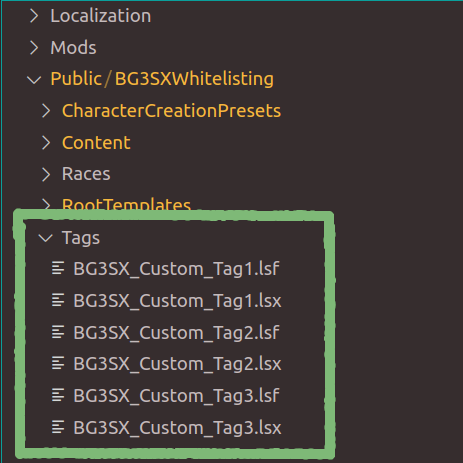 Localization
Mods
Public/BG3SXWhitelisting
CharacterCreationPresets
Content
Races
RootTemplates
Tags
BG3SX_Custom_Tag1.lsf
BG3SX_Custom_Tag1.lsx
BG3SX_Custom_Tag2.lsf
BG3SX_Custom_Tag2.lsx
BG3SX_Custom_Tag3.lsf
BG3SX_Custom_Tag3.lsx